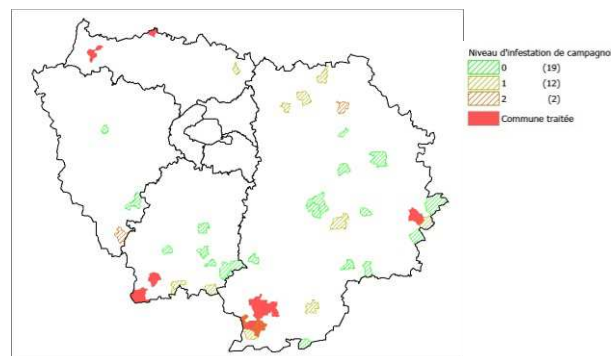 Niveau d'infestation de campagno
0 (19)
1 (12)
2 (2)
Commune traitée